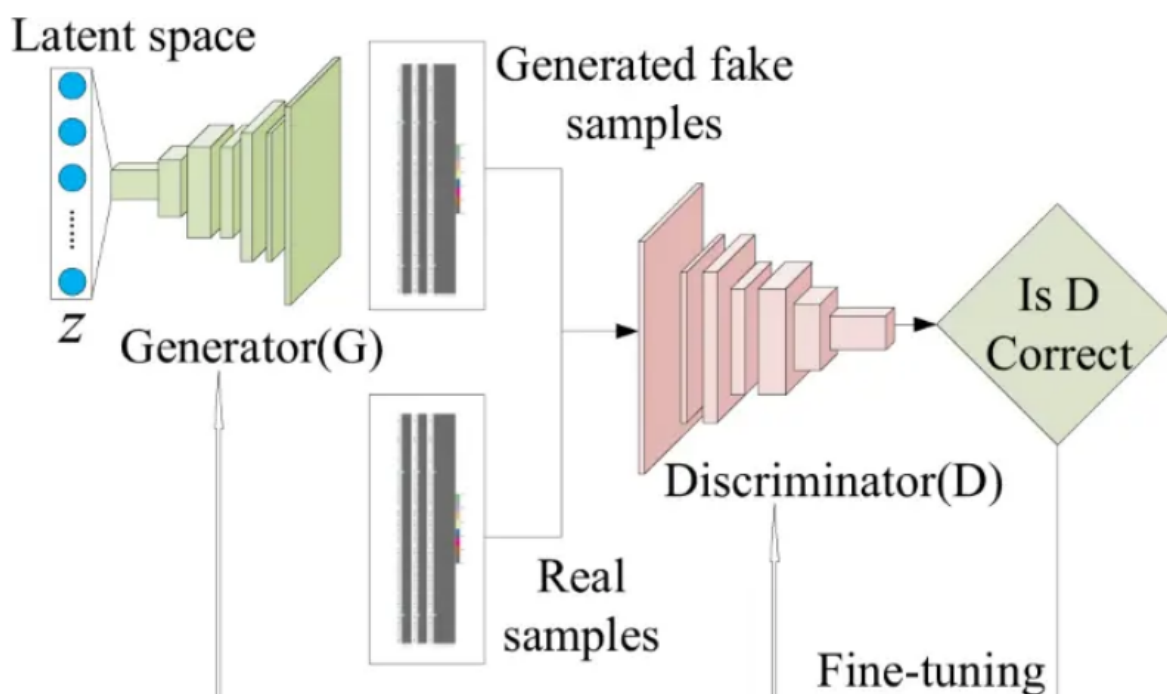 Latent space
z
Generator(G)
Generated fake
samples
Real
samples
Discriminator(D)
Is D
Correct
Fine-tuning